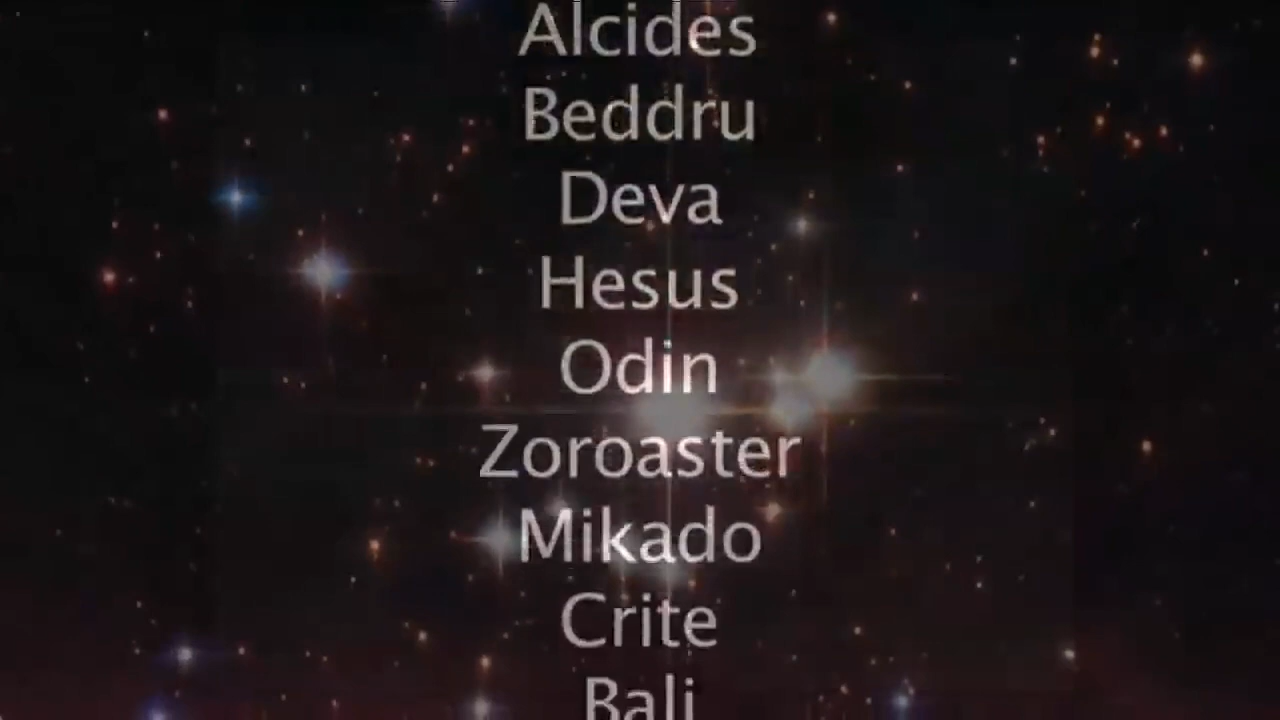 Alcides
Beddru
Deva
Hesus
Odin
Zoroaster
Mikado
Crite
Bali